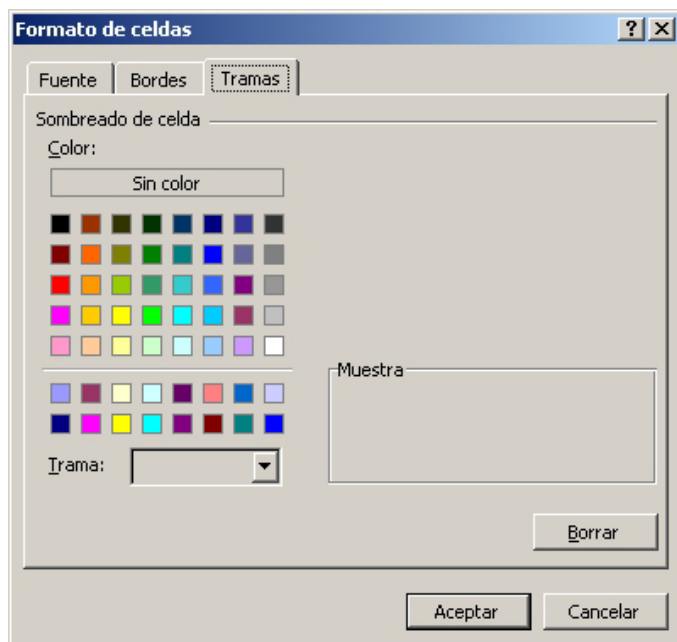 Formato de celdas
Fuente Bordes Tramas
Sombreado de celda
Color:
Sin color
Muestra
Trama:
Borrar
Aceptar Cancelar